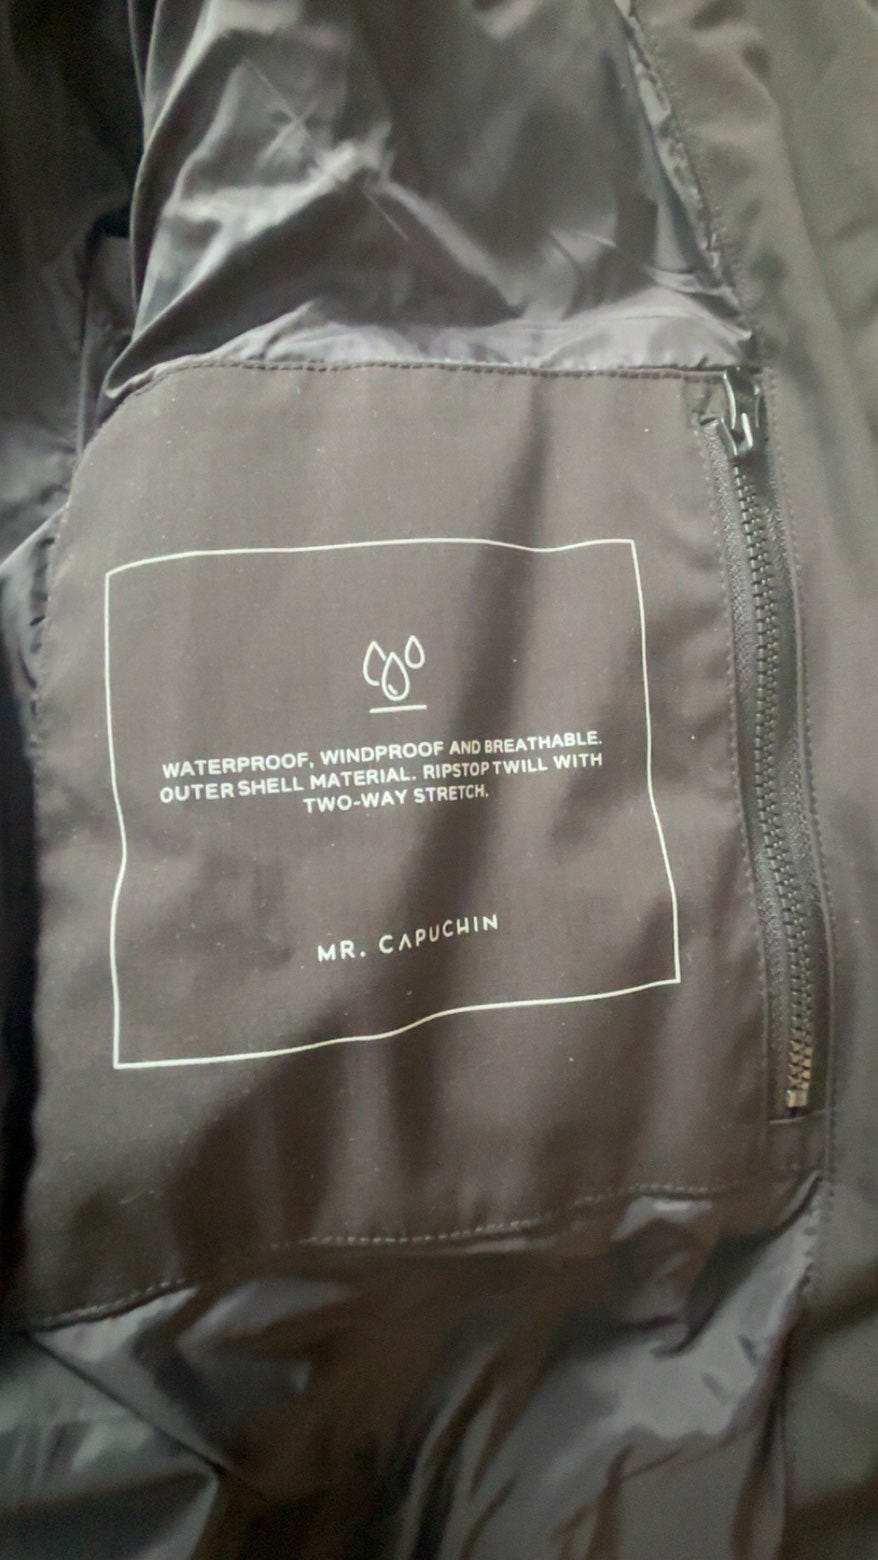 WATERPROOF, WINDPROOF AND BREATHABLE.
OUTER SHELL MATERIAL. RIPSTOP TWILL WITH
TWO-WAY STRETCH.
MR. CAPUCHIN